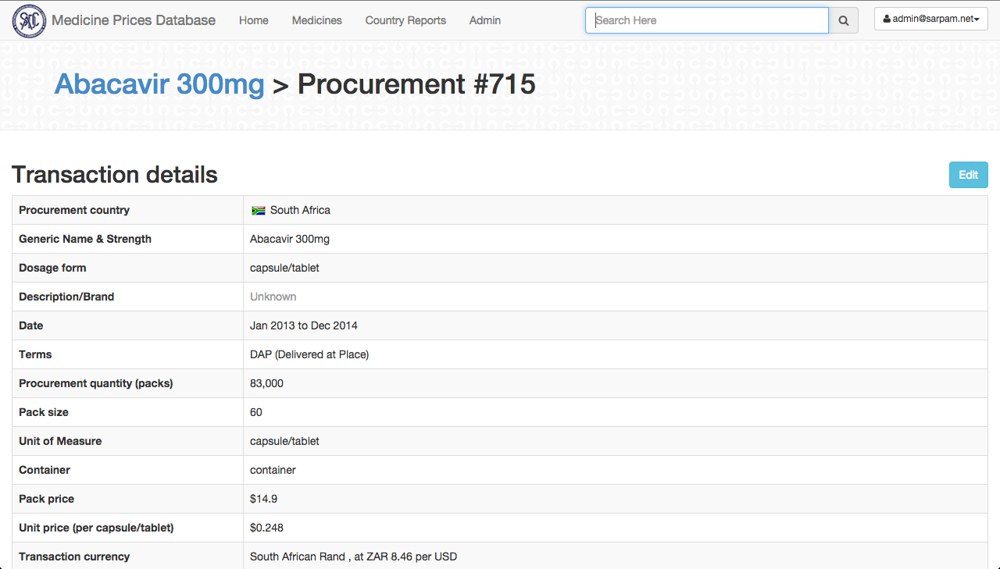 SADC Medicine Prices Database Home Medicines Country Reports Admin Search Here admin@sarpam.net
Abacavir 300mg > Procurement #715
Transaction details Edit
Procurement country South Africa
Generic Name & Strength Abacavir 300mg
Dosage form capsule/tablet
Description/Brand Unknown
Date Jan 2013 to Dec 2014
Terms DAP (Delivered at Place)
Procurement quantity (packs) 83,000
Pack size 60
Unit of Measure capsule/tablet
Container container
Pack price $14.9
Unit price (per capsule/tablet) $0.248
Transaction currency South African Rand , at ZAR 8.46 per USD